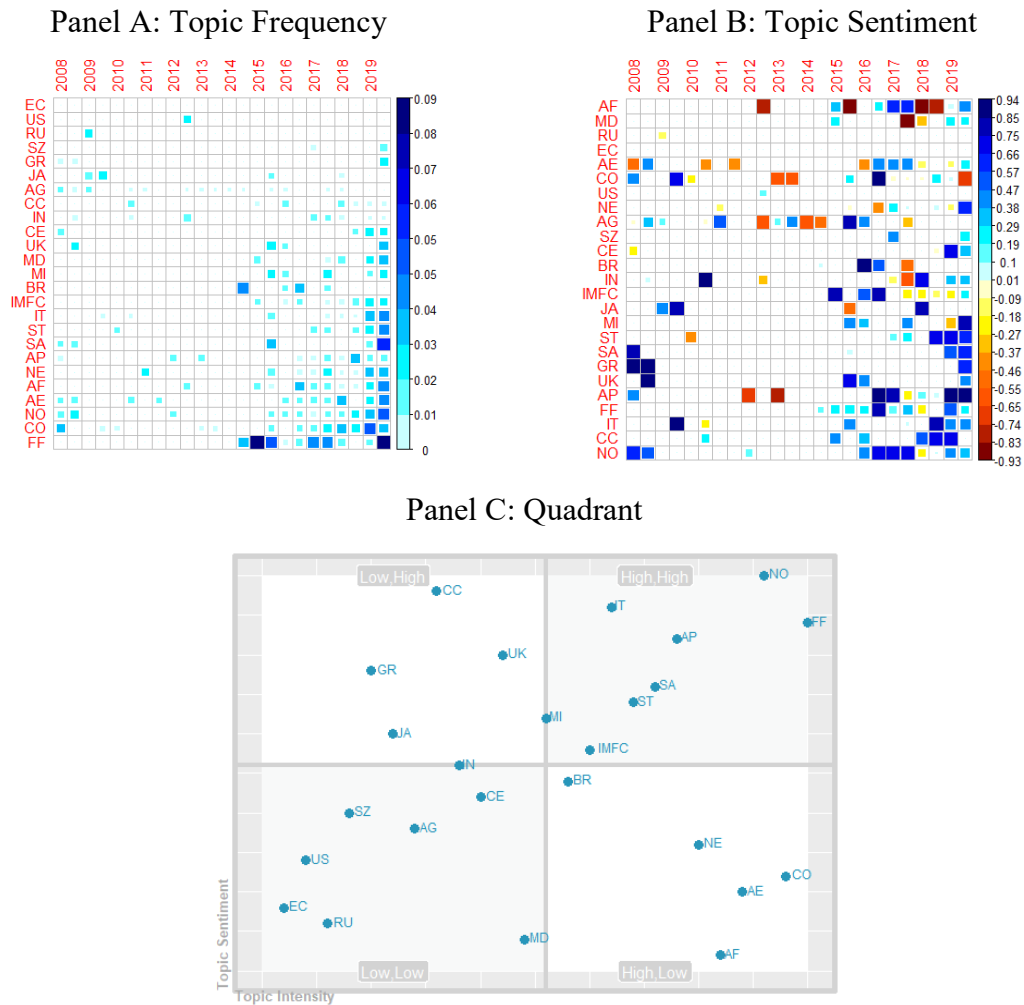 Panel A: Topic Frequency
2008 2009 2010 2011 2012 2013 2014 2015 2016 2017 2018 2019
EC
US
RU
SZ
GR
JA
AG
CC
IN
CE
UK
MD
MI
BR
IMFC
IT
ST
SA
AP
NE
AF
AE
NO
CO
FF
0.09
0.08
0.07
0.06
0.05
0.04
0.03
0.02
0.01
0
Panel B: Topic Sentiment
2008 2009 2010 2011 2012 2013 2014 2015 2016 2017 2018 2019
AF
MD
RU
EC
AE
CO
US
NE
AG
SZ
CE
BR
IN
IMFC
JA
MI
ST
SA
GR
UK
AP
FF
IT
CC
NO
0.94
0.85
0.75
0.66
0.57
0.47
0.38
0.29
0.19
0.1
0.01
-0.09
-0.18
-0.27
-0.37
-0.46
-0.55
-0.65
-0.74
-0.83
-0.93
Panel C: Quadrant
Low,High
High,High
NO
CC
IT
FF
AP
UK
GR
SA
ST
MI
JA
IMFC
IN
BR
CE
SZ
AG
NE
US
CO
AE
EC
RU
MD
AF
Low,Low
High,Low
Topic Sentiment
Topic Intensity